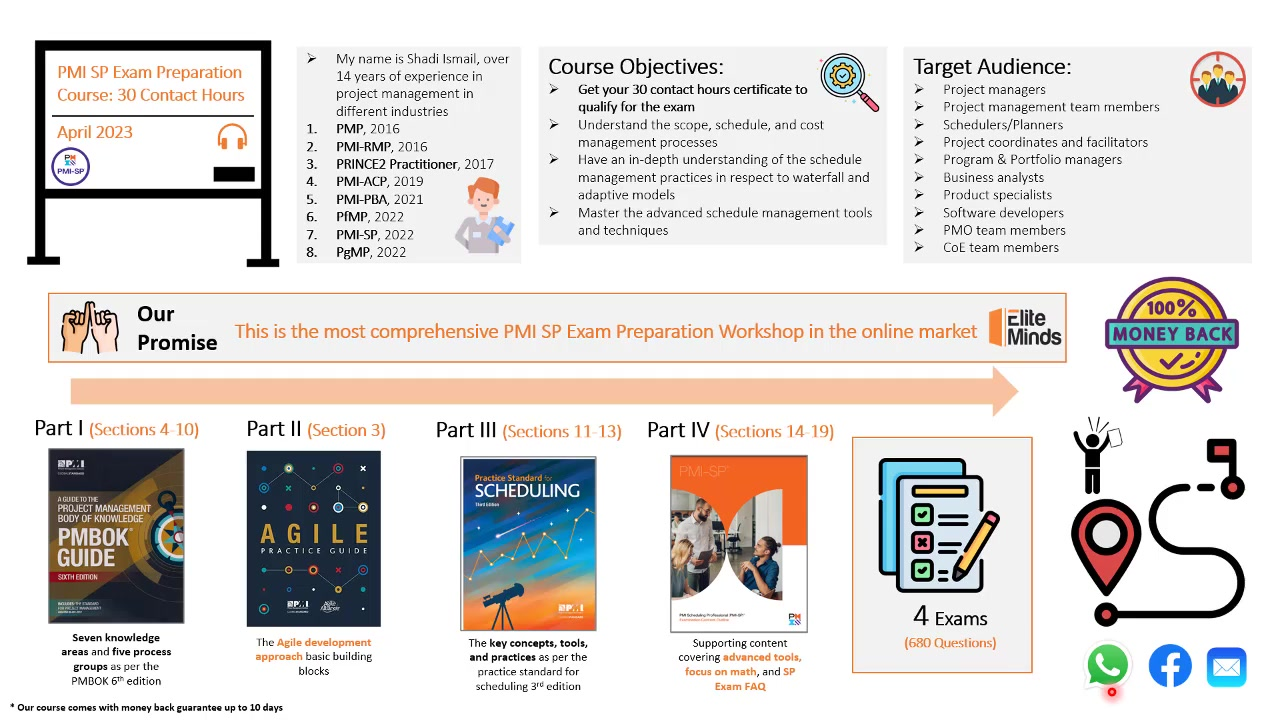 PMI SP Exam Preparation
Course: 30 Contact Hours
April 2023
PM
PMI-SP
My name is Shadi Ismail, over
14 years of experience in
project management in
different industries
1. PMP, 2016
2. PMI-RMP, 2016
3. PRINCE2 Practitioner, 2017
4. PMI-ACP, 2019
5. PMI-PBA, 2021
6. PfMP, 2022
7. PMI-SP, 2022
8. PgMP, 2022
Course Objectives:
Get your 30 contact hours certificate to
qualify for the exam
Understand the scope, schedule, and cost
management processes
Have an in-depth understanding of the schedule
management practices in respect to waterfall and
adaptive models
Master the advanced schedule management tools
and techniques
Target Audience:
Project managers
Project management team members
Schedulers/Planners
Project coordinates and facilitators
Program & Portfolio managers
Business analysts
Product specialists
Software developers
PMO team members
CoE team members
Our
Promise
This is the most comprehensive PMI SP Exam Preparation Workshop in the online market
Elite
Minds
100%
MONEY BACK
Part I (Sections 4-10)
PMI
A GUIDE TO THE
PROJECT MANAGEMENT
BODY OF KNOWLEDGE
PMBOK® GUIDE
SIXTH EDITION
Seven knowledge
areas and five process
groups as per the
PMBOK 6th edition
Part II (Section 3)
AGILE
PRACTICE GUIDE
PMI
The Agile development
approach basic building
blocks
Part III (Sections 11-13)
Practice Standard for
SCHEDULING
Third Edition
PMI
The key concepts, tools,
and practices as per the
practice standard for
scheduling 3rd edition
Part IV (Sections 14-19)
PMI-SP
PMI Scheduling Professional (PMI-SP)®
Examination Content Outline
Supporting content
covering advanced tools,
focus on math, and SP
Exam FAQ
4 Exams
(680 Questions)
* Our course comes with money back guarantee up to 10 days